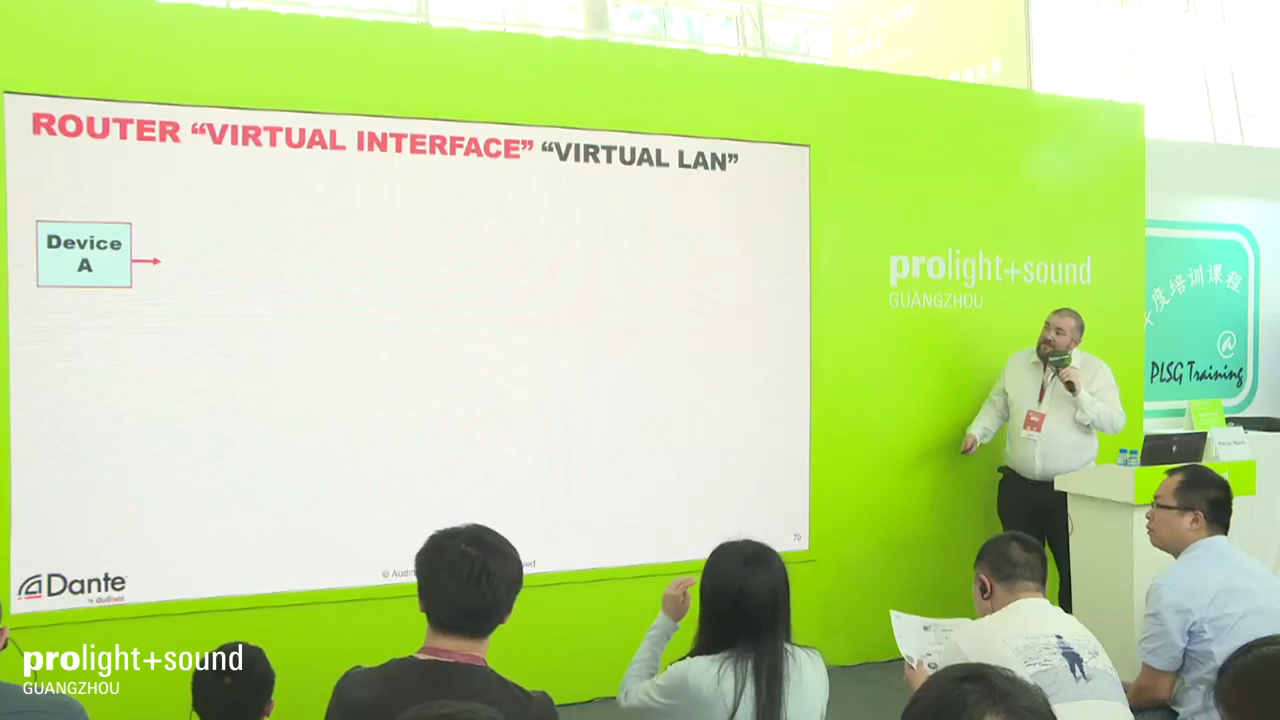 ROUTER “VIRTUAL INTERFACE” “VIRTUAL LAN”
Device
A
70
Dante
prolight+sound
GUANGZHOU
度培训课程
@
PLSG Training
prolight+sound
GUANGZHOU